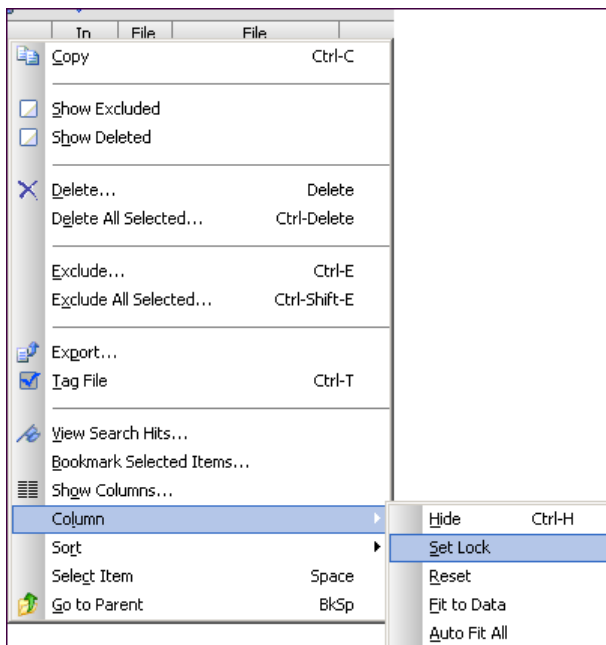 In File File
Copy Ctrl-C
Show Excluded
Show Deleted
Delete... Delete
Delete All Selected... Ctrl-Delete
Exclude... Ctrl-E
Exclude All Selected... Ctrl-Shift-E
Export...
Tag File Ctrl-T
View Search Hits...
Bookmark Selected Items...
Show Columns...
Column
Hide Ctrl-H
Sort
Set Lock
Select Item Space
Reset
Go to Parent BkSp
Fit to Data
Auto Fit All